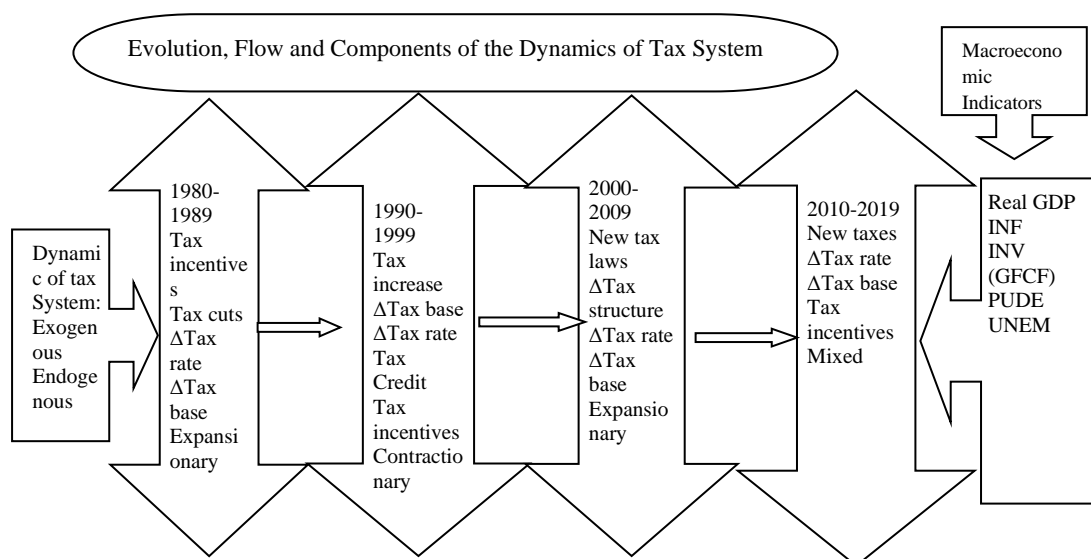 Evolution, Flow and Components of the Dynamics of Tax System
Macroecono
mic
Indicators
Dynami
c of tax
System:
Exogen
ous
Endoge
nous
1980-
1989
Tax
incentive
s
Tax cuts
ΔTax
rate
ΔTax
base
Expansi
onary
1990-
1999
Tax
increase
ΔTax base
ΔTax rate
Tax
Credit
Tax
incentives
Contractio
nary
2000-
2009
New tax
laws
ΔTax
structure
ΔTax rate
ΔTax
base
Expansio
nary
2010-2019
New taxes
ΔTax rate
ΔTax base
Tax
incentives
Mixed
Real GDP
INF
INV
(GFCF)
PUDE
UNEM